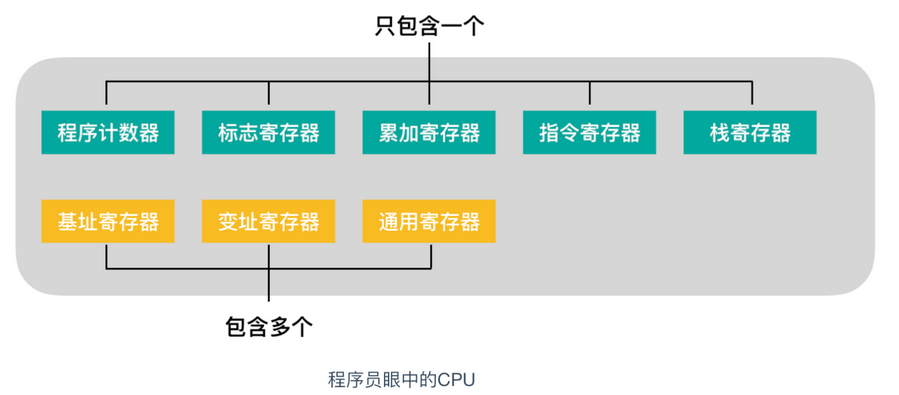 只包含一个
程序计数器 标志寄存器 累加寄存器 指令寄存器 栈寄存器
基址寄存器 变址寄存器 通用寄存器
包含多个
程序员眼中的CPU